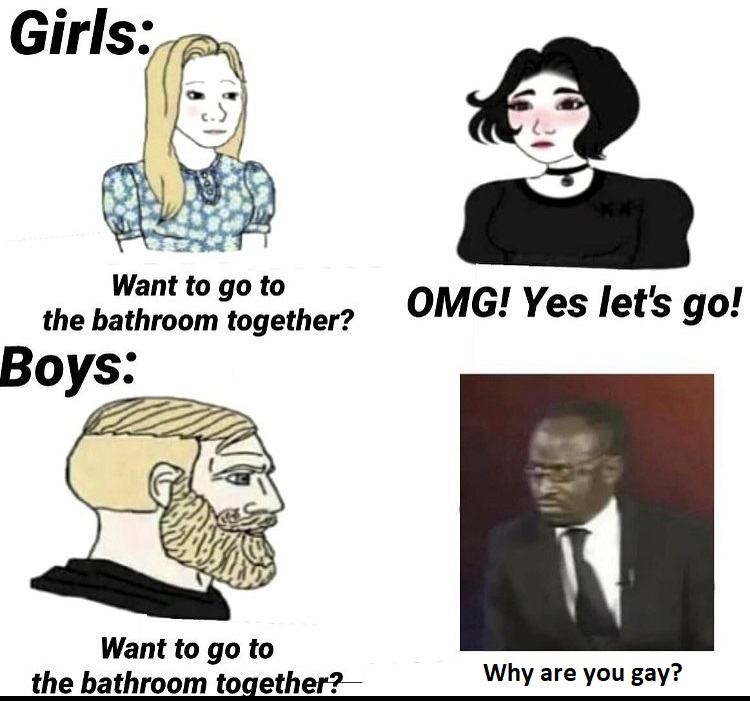 Girls:
Want to go to
the bathroom together?
OMG! Yes let's go!
Boys:
Want to go to
the bathroom together?
Why are you gay?